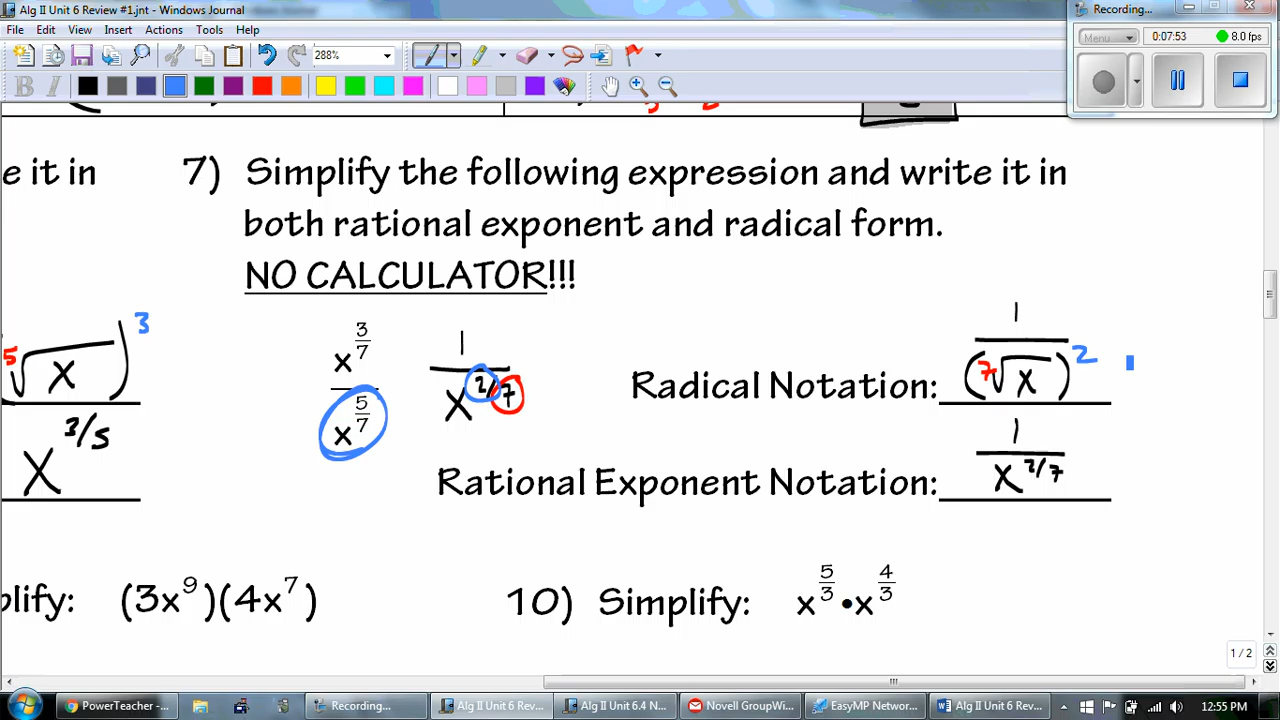 Alg II Unit 6 Review #1.jnt - Windows Journal
Recording...
File Edit View Insert Actions Tools Help
Menu
0:07:53
8.0 fps
288%
B I
e it in
7) Simplify the following expression and write it in
both rational exponent and radical form.
NO CALCULATOR!!!
(⁵√x)³
x^(3/5)
x^(3/7) / x^(5/7)
1 / x^(2/7)
Radical Notation: 1 / (⁷√x)²
Rational Exponent Notation: 1 / x^(2/7)
plify: (3x⁹)(4x⁷)
10) Simplify: x^(5/3) • x^(4/3)
1 / 2
PowerTeacher -...
Recording...
Alg II Unit 6 Rev...
Alg II Unit 6.4 N...
Novell GroupWi...
EasyMP Networ...
Alg II Unit 6 Rev...
12:55 PM